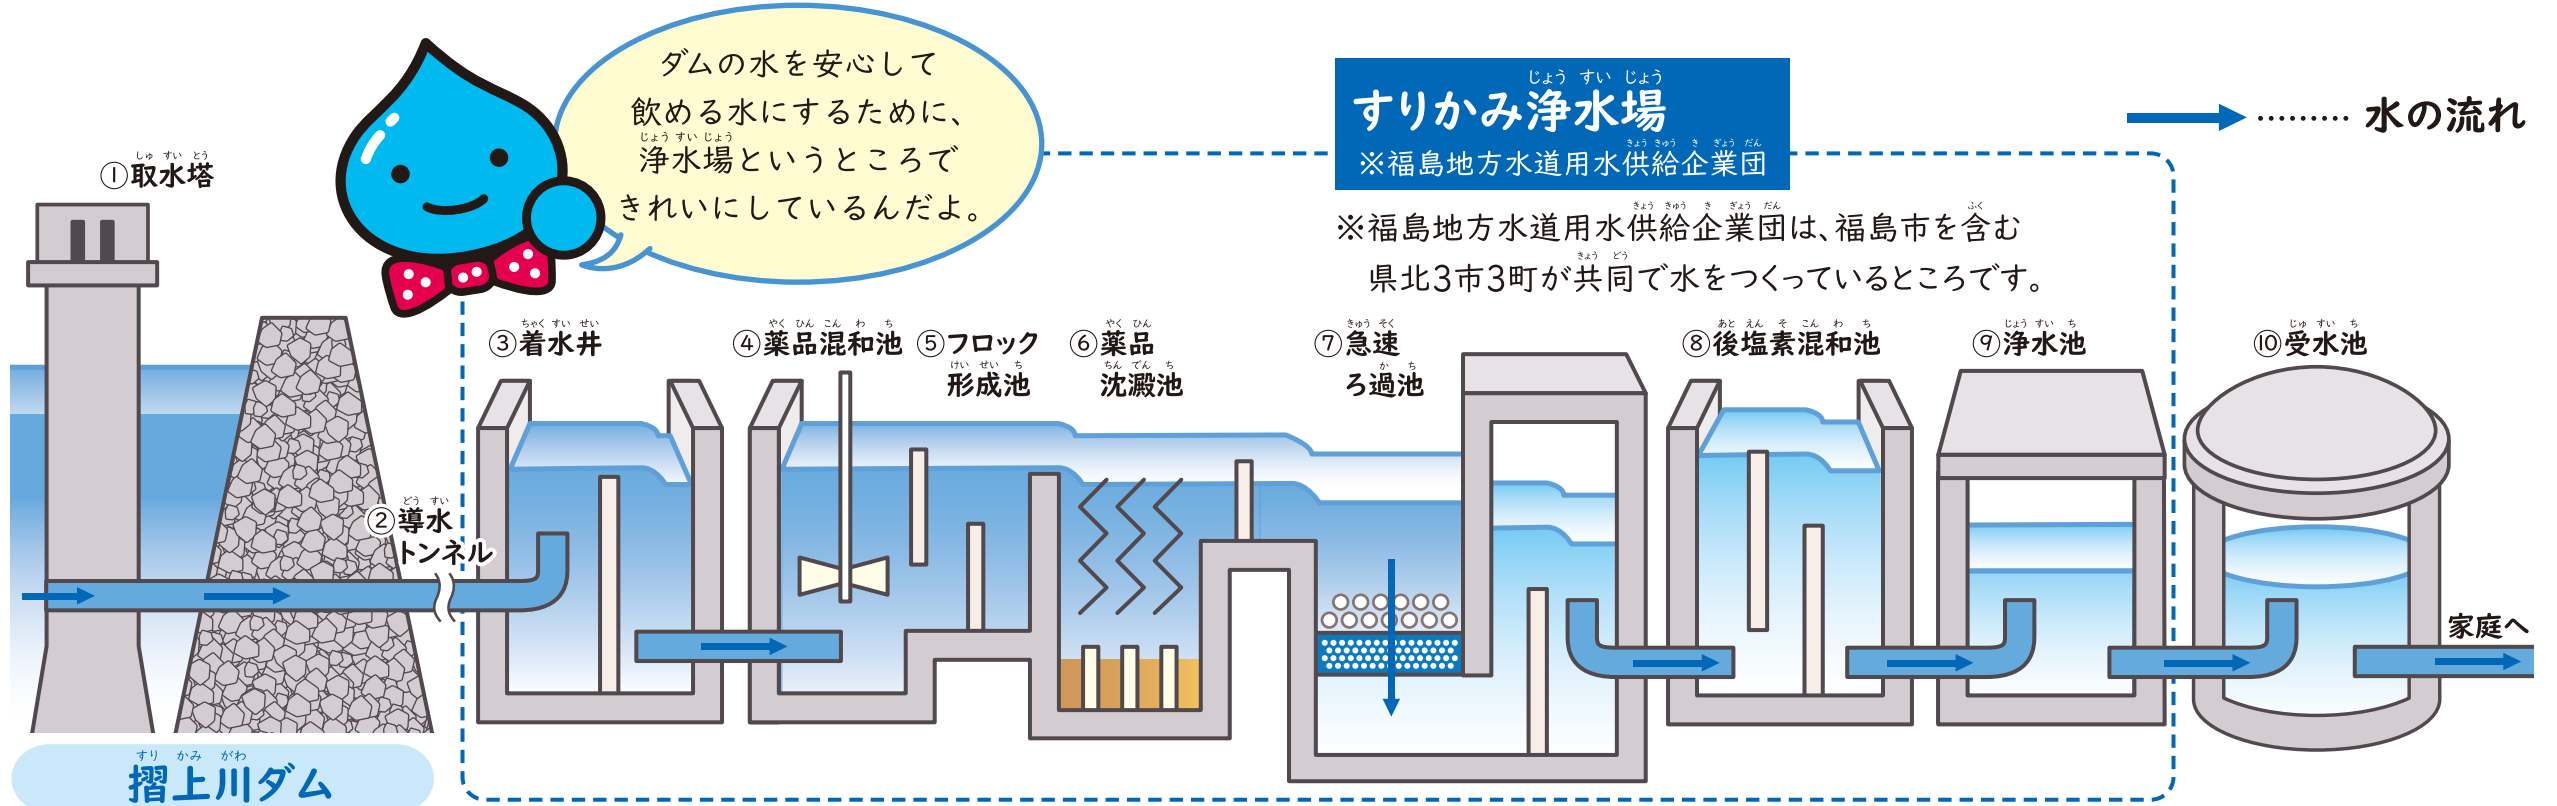 ダムの水を安心して
飲める水にするために、
じょう すい じょう
浄水場というところで
きれいにしているんだよ。
じょう すい じょう
すりかみ浄水場
きょう きゅう き ぎょう だん
※福島地方水道用水供給企業団
……… 水の流れ
きょう きゅう き ぎょう だん ふく
※福島地方水道用水供給企業団は、福島市を含む
きょう どう
県北3市3町が共同で水をつくっているところです。
しゅ すい とう
①取水塔
どう すい
②導水
トンネル
ちゃく すい せい
③着水井
やく ひん こん わ ち
④薬品混和池
⑤フロック
けい せい ち
形成池
やく ひん
⑥薬品
ちん でん ち
沈澱池
きゅう そく
⑦急速
か ち
ろ過池
あと えん そ こん わ ち
⑧後塩素混和池
じょう すい ち
⑨浄水池
じゅ すい ち
⑩受水池
家庭へ
すり かみ がわ
摺上川ダム